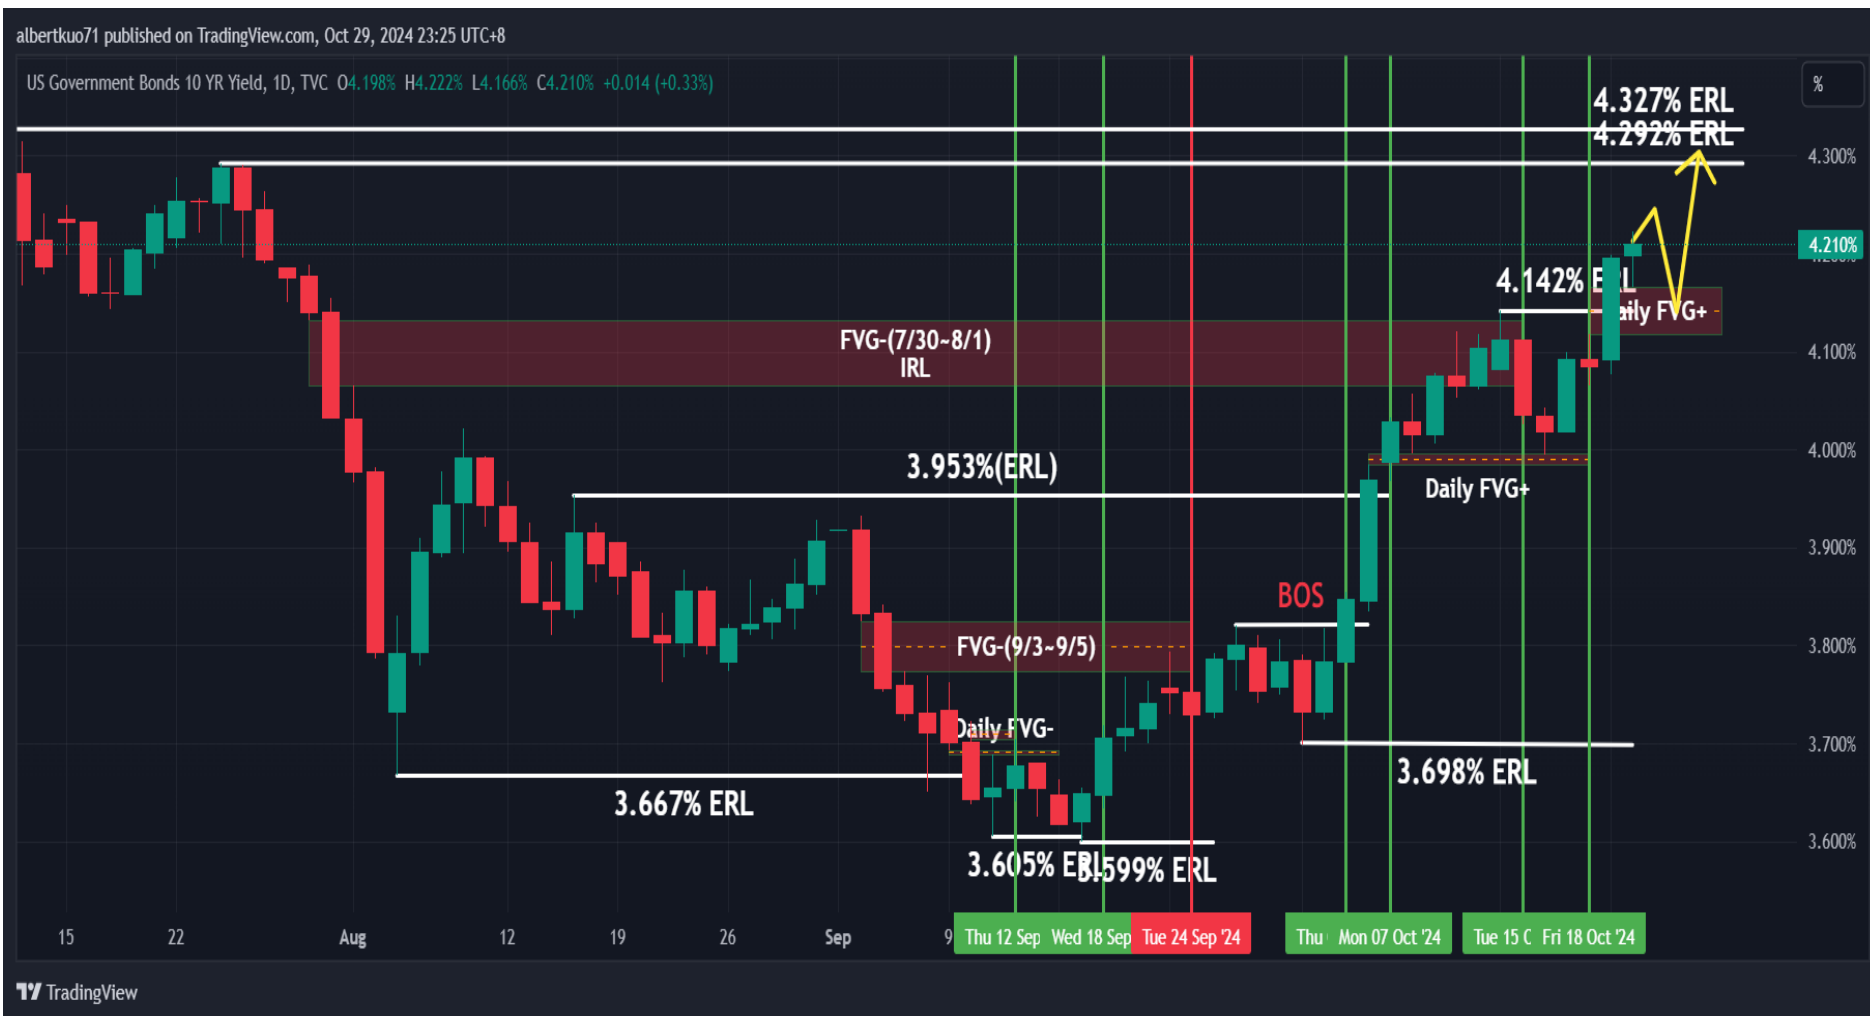 albertkuo71 published on TradingView.com, Oct 29, 2024 23:25 UTC+8
US Government Bonds 10 YR Yield, 1D, TVC O4.198% H4.222% L4.166% C4.210% +0.014 (+0.33%)
%
4.327% ERL
4.292% ERL
4.300%
4.210%
4.200%
4.142% ERL
Daily FVG+
FVG-(7/30~8/1)
IRL
4.100%
3.953%(ERL)
4.000%
Daily FVG+
3.900%
BOS
FVG-(9/3~9/5)
3.800%
Daily FVG-
3.700%
3.698% ERL
3.667% ERL
3.600%
3.605% ERL
3.599% ERL
15 22 Aug 12 19 26 Sep 9 Thu 12 Sep Wed 18 Sep Tue 24 Sep '24 Thu Mon 07 Oct '24 Tue 15 Fri 18 Oct '24
TradingView